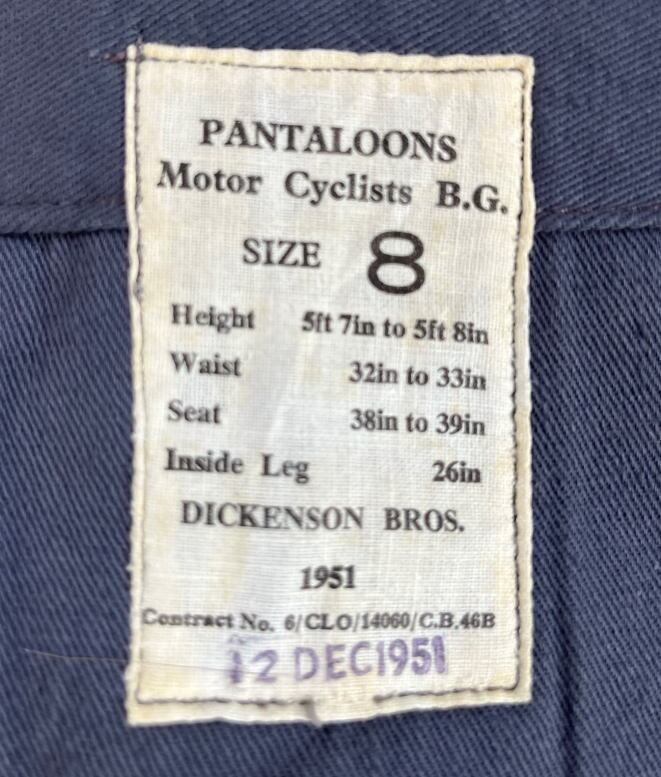 PANTALOONS
Motor Cyclists B.G.
SIZE 8
Height 5ft 7in to 5ft 8in
Waist 32in to 33in
Seat 38in to 39in
Inside Leg 26in
DICKENSON BROS.
1951
Contract No. 6/CLO/14060/C.B.46B
12 DEC 1951